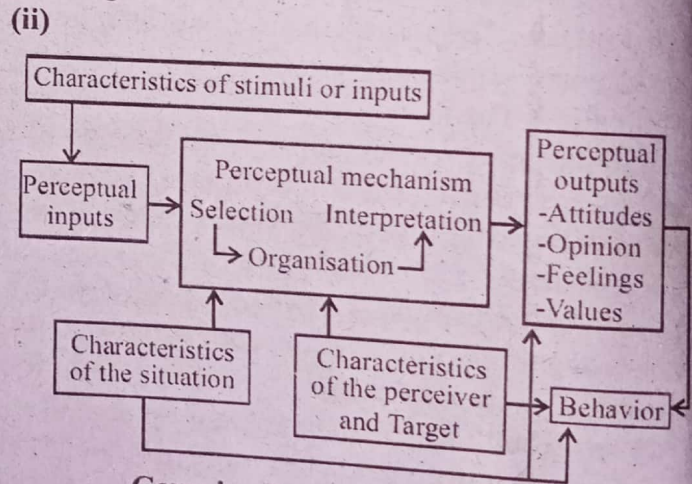 (ii)
Characteristics of stimuli or inputs
Perceptual
inputs
Perceptual mechanism
Selection Interpretation
Organisation
Perceptual
outputs
-Attitudes
-Opinion
-Feelings
-Values
Characteristics
of the situation
Characteristics
of the perceiver
and Target
Behavior